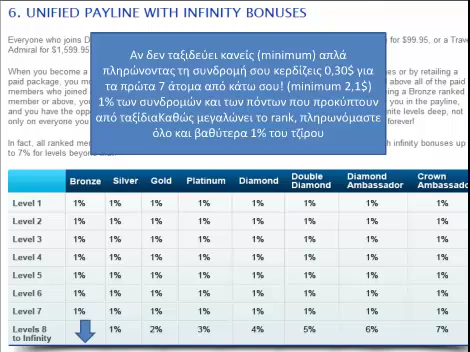 6. UNIFIED PAYLINE WITH INFINITY BONUSES
Everyone who joins D for $99.95, or a Trave
Admiral for $1,599.95
Αν δεν ταξιδεύει κανείς (minimum) απλά
πληρώνοντας τη συνδρομή σου κερδίζεις 0,30$ για
τα πρώτα 7 άτομα από κάτω σου! (minimum 2,1$)
1% των συνδρομών και των πόντων που προκύπτουν
από ταξίδιαΚαθώς μεγαλώνει το rank, πληρωνόμαστε
όλο και βαθύτερα 1% του τζίρου
When you become a es or by retailing a
paid package, you mo d above all of the paid
members who joined a ing a Bronze ranked
member or above, you you in the payline,
and you have the opp nite levels deep, not
only on everyone you forever!
In fact, all ranked mem h infinity bonuses up
to 7% for levels beyond that.
Bronze Silver Gold Platinum Diamond Double Diamond Diamond Ambassador Crown Ambassado
Level 1 1% 1% 1% 1% 1% 1% 1% 1%
Level 2 1% 1% 1% 1% 1% 1% 1% 1%
Level 3 1% 1% 1% 1% 1% 1% 1% 1%
Level 4 1% 1% 1% 1% 1% 1% 1% 1%
Level 5 1% 1% 1% 1% 1% 1% 1% 1%
Level 6 1% 1% 1% 1% 1% 1% 1% 1%
Level 7 1% 1% 1% 1% 1% 1% 1% 1%
Levels 8 to Infinity 1% 2% 3% 4% 5% 6% 7%